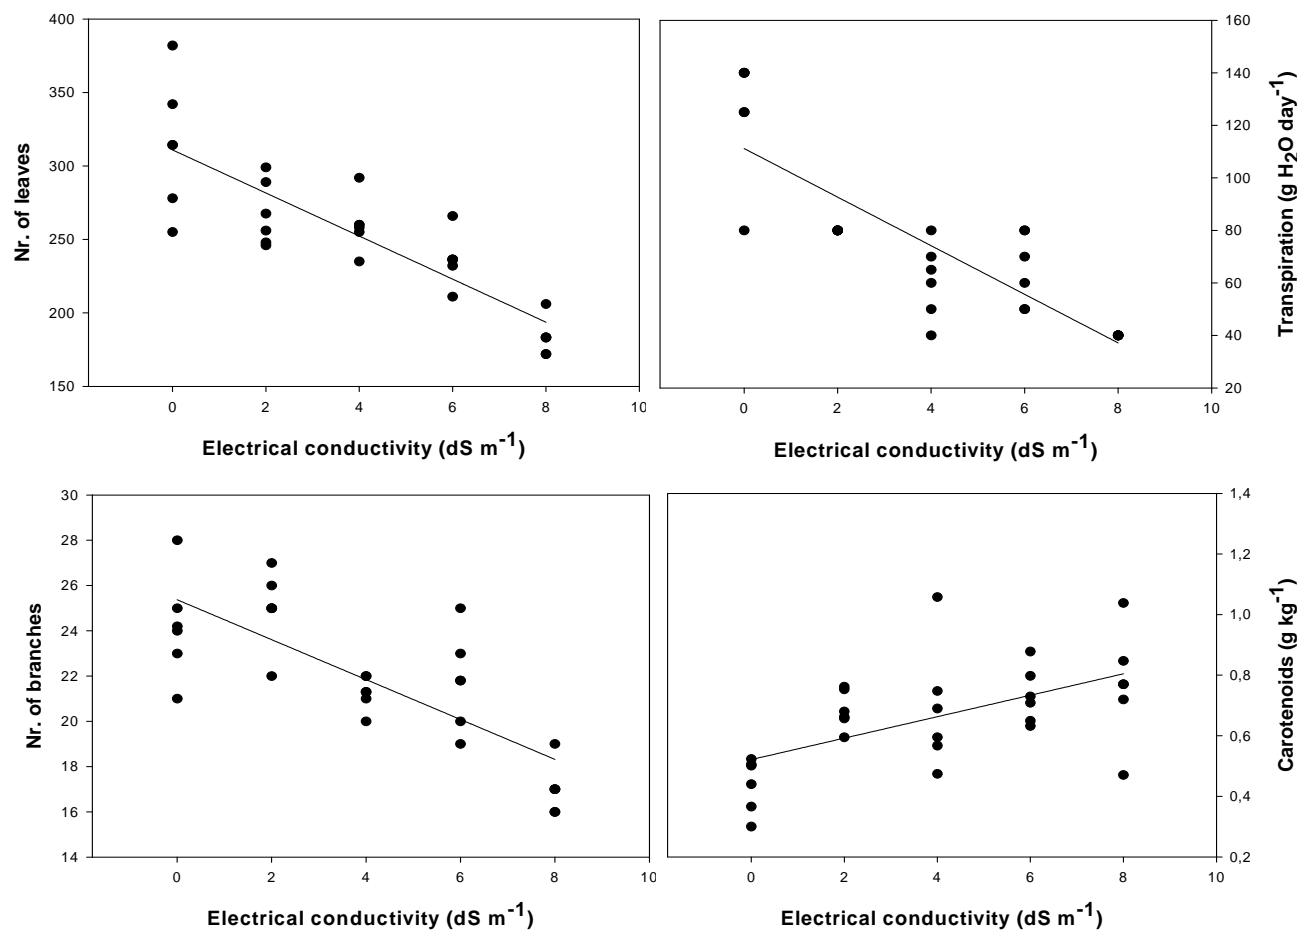 400
350
300
250
200
150
Nr. of leaves
0 2 4 6 8 10
Electrical conductivity (dS m-1)
160
140
120
100
80
60
40
20
Transpiration (g H2O day-1)
0 2 4 6 8 10
Electrical conductivity (dS m-1)
30
28
26
24
22
20
18
16
14
Nr. of branches
0 2 4 6 8 10
Electrical conductivity (dS m-1)
1,4
1,2
1,0
0,8
0,6
0,4
0,2
Carotenoids (g kg-1)
0 2 4 6 8 10
Electrical conductivity (dS m-1)